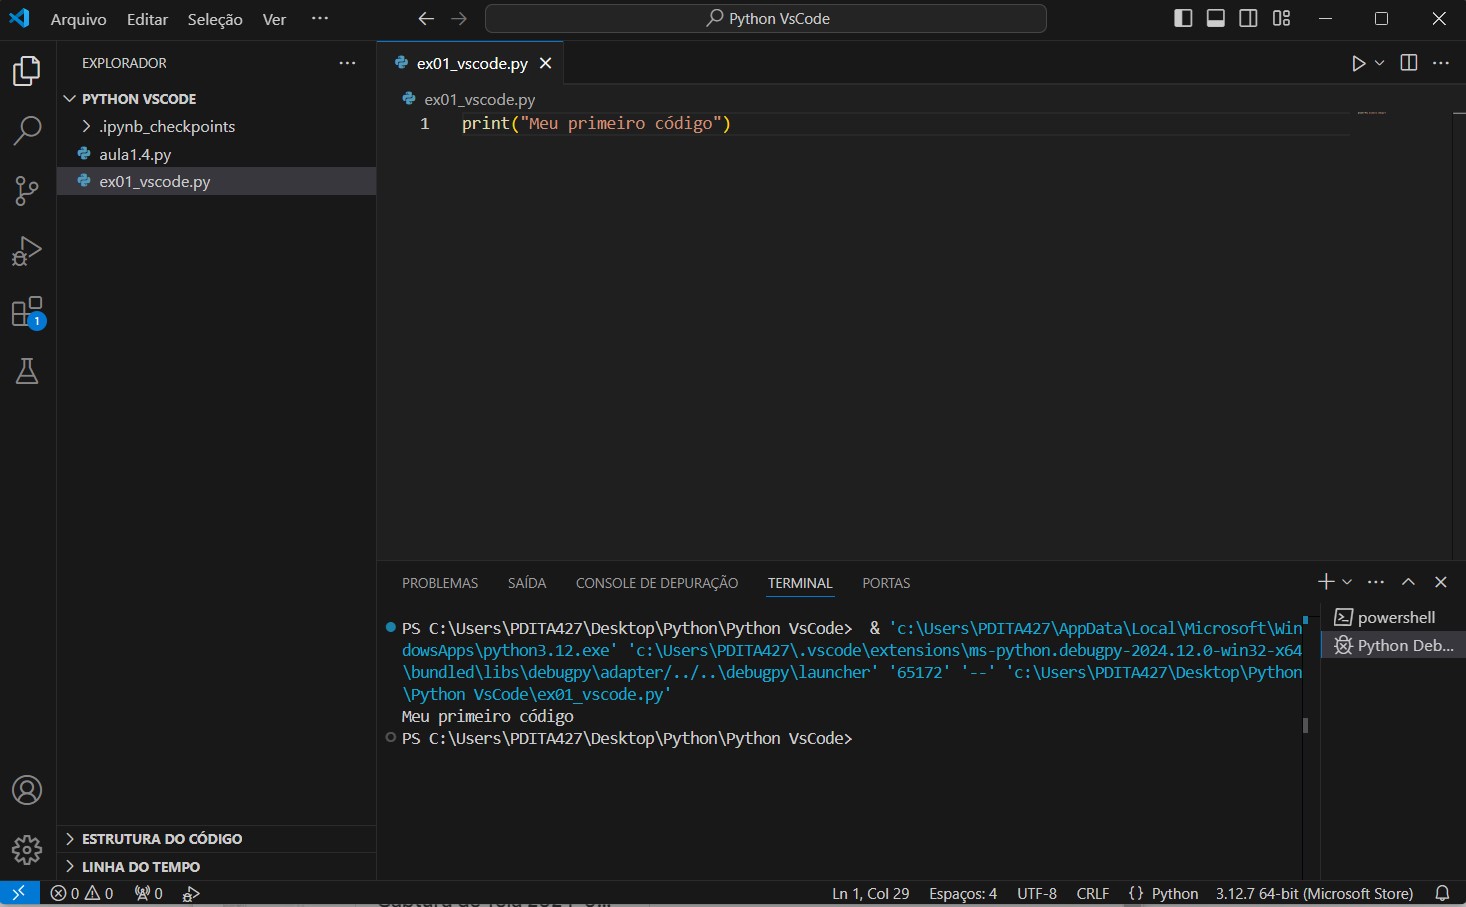 Arquivo Editar Seleção Ver ··· Python VsCode
EXPLORADOR ···
PYTHON VSCODE
.ipynb_checkpoints
aula1.4.py
ex01_vscode.py
1
ex01_vscode.py
ex01_vscode.py
1 print("Meu primeiro código")
PROBLEMAS SAÍDA CONSOLE DE DEPURAÇÃO TERMINAL PORTAS
PS C:\Users\PDITA427\Desktop\Python\Python VsCode>  & 'c:\Users\PDITA427\AppData\Local\Microsoft\Win
dowsApps\python3.12.exe' 'c:\Users\PDITA427\.vscode\extensions\ms-python.debugpy-2024.12.0-win32-x64
\bundled\libs\debugpy\adapter/../..\debugpy\launcher' '65172' '--' 'c:\Users\PDITA427\Desktop\Python
\Python VsCode\ex01_vscode.py'
Meu primeiro código
PS C:\Users\PDITA427\Desktop\Python\Python VsCode>
powershell
Python Deb...
ESTRUTURA DO CÓDIGO
LINHA DO TEMPO
0 0 0 Ln 1, Col 29 Espaços: 4 UTF-8 CRLF {} Python 3.12.7 64-bit (Microsoft Store)